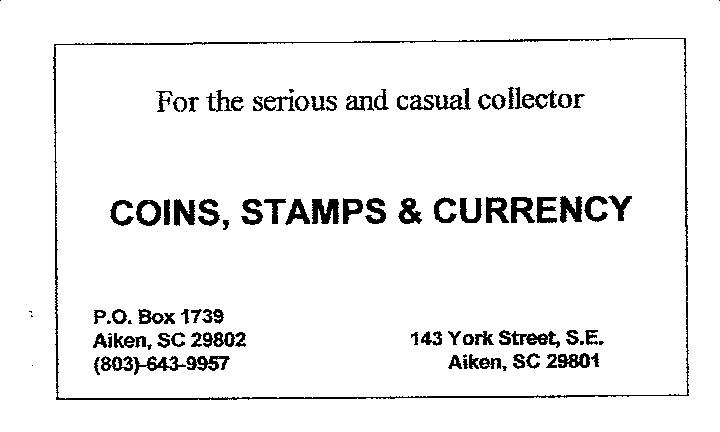 For the serious and casual collector
COINS, STAMPS & CURRENCY
P.O. Box 1739
Aiken, SC 29802
(803)-643-9957
143 York Street, S.E.
Aiken, SC 29801